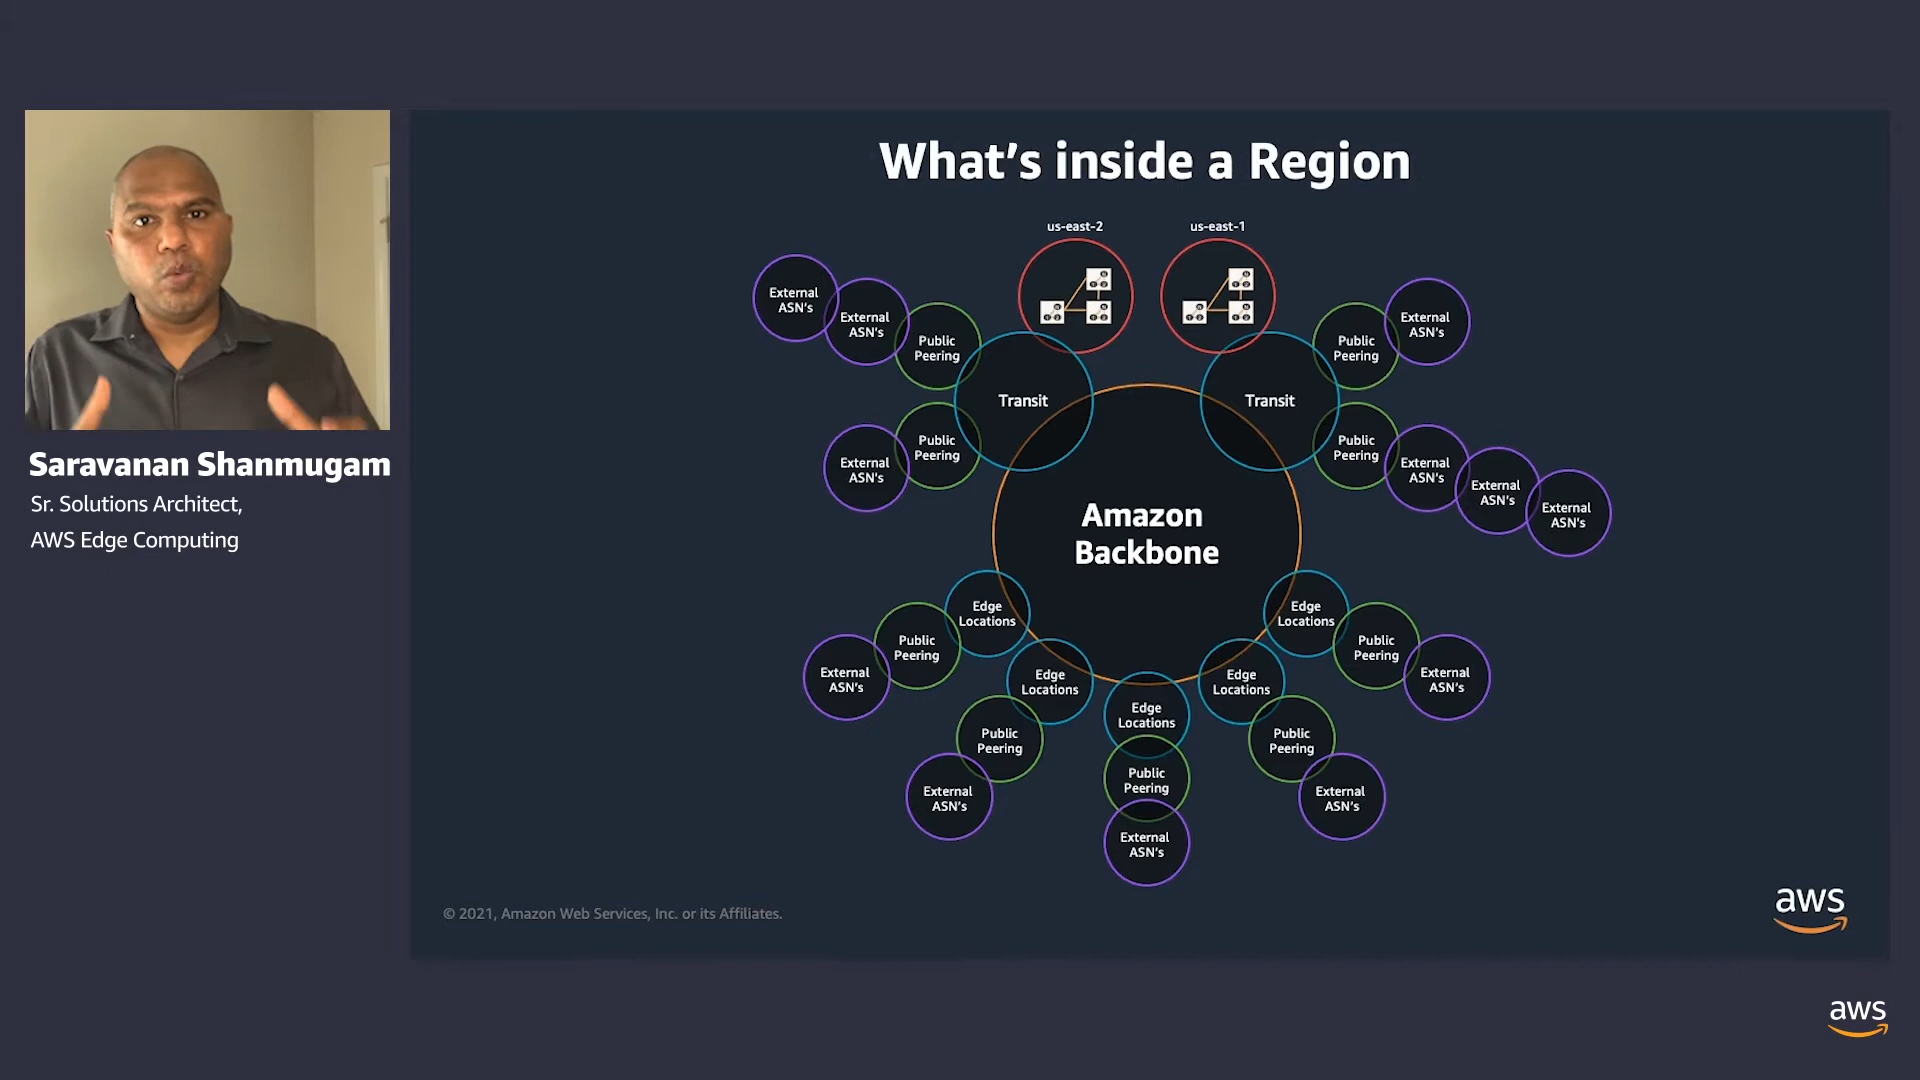 What's inside a Region
us-east-2
us-east-1
External
ASN's
External
ASN's
Public
Peering
Transit
Public
Peering
External
ASN's
Transit
Public
Peering
External
ASN's
Public
Peering
External
ASN's
External
ASN's
External
ASN's
Amazon
Backbone
Edge
Locations
Public
Peering
External
ASN's
Edge
Locations
Public
Peering
External
ASN's
Edge
Locations
Public
Peering
External
ASN's
Edge
Locations
Public
Peering
External
ASN's
Edge
Locations
Public
Peering
External
ASN's
Saravanan Shanmugam
Sr. Solutions Architect,
AWS Edge Computing
© 2021, Amazon Web Services, Inc. or its Affiliates.
aws
aws